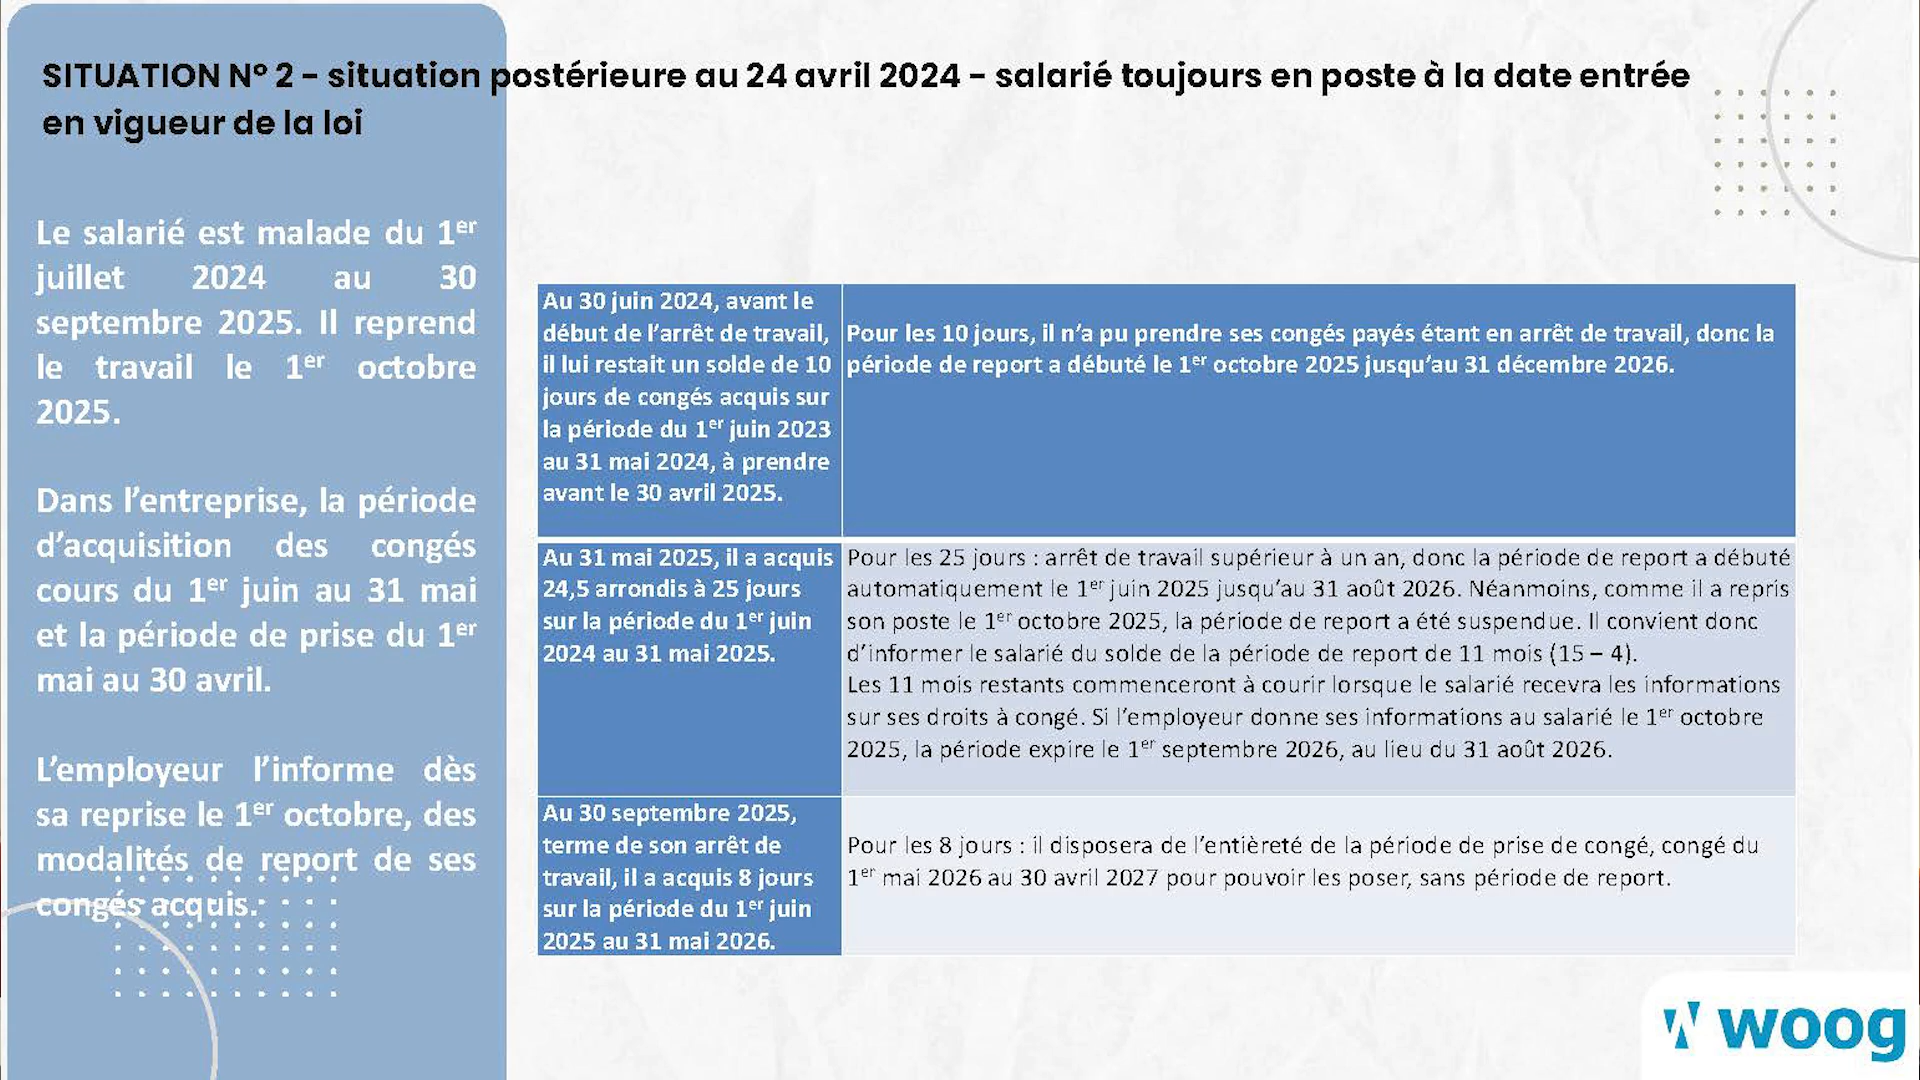 SITUATION N° 2 – situation postérieure au 24 avril 2024 – salarié toujours en poste à la date entrée
en vigueur de la loi
Le salarié est malade du 1er
juillet 2024 au 30
septembre 2025. Il reprend
le travail le 1er octobre
2025.
Dans l’entreprise, la période
d’acquisition des congés
cours du 1er juin au 31 mai
et la période de prise du 1er
mai au 30 avril.
L’employeur l’informe dès
sa reprise le 1er octobre, des
modalités de report de ses
congés acquis.
Au 30 juin 2024, avant le
début de l’arrêt de travail,
il lui restait un solde de 10
jours de congés acquis sur
la période du 1er juin 2023
au 31 mai 2024, à prendre
avant le 30 avril 2025.
Pour les 10 jours, il n’a pu prendre ses congés payés étant en arrêt de travail, donc la
période de report a débuté le 1er octobre 2025 jusqu’au 31 décembre 2026.
Au 31 mai 2025, il a acquis
24,5 arrondis à 25 jours
sur la période du 1er juin
2024 au 31 mai 2025.
Pour les 25 jours : arrêt de travail supérieur à un an, donc la période de report a débuté
automatiquement le 1er juin 2025 jusqu’au 31 août 2026. Néanmoins, comme il a repris
son poste le 1er octobre 2025, la période de report a été suspendue. Il convient donc
d’informer le salarié du solde de la période de report de 11 mois (15 – 4).
Les 11 mois restants commenceront à courir lorsque le salarié recevra les informations
sur ses droits à congé. Si l’employeur donne ses informations au salarié le 1er octobre
2025, la période expire le 1er septembre 2026, au lieu du 31 août 2026.
Au 30 septembre 2025,
terme de son arrêt de
travail, il a acquis 8 jours
sur la période du 1er juin
2025 au 31 mai 2026.
Pour les 8 jours : il disposera de l’entièreté de la période de prise de congé, congé du
1er mai 2026 au 30 avril 2027 pour pouvoir les poser, sans période de report.
woog